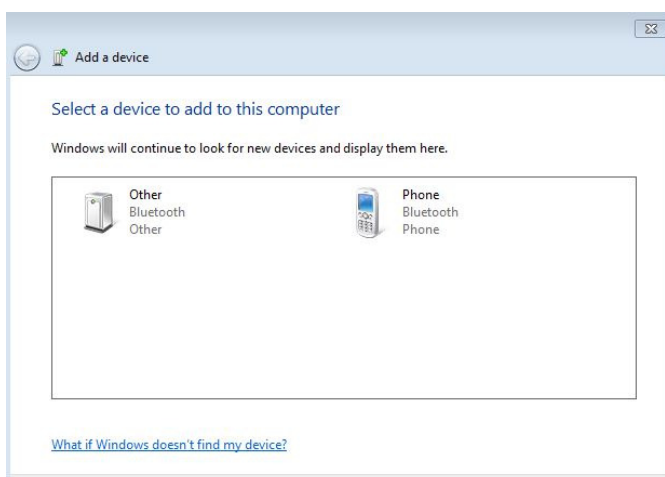 Add a device
Select a device to add to this computer
Windows will continue to look for new devices and display them here.
Other
Bluetooth
Other
Phone
Bluetooth
Phone
What if Windows doesn't find my device?